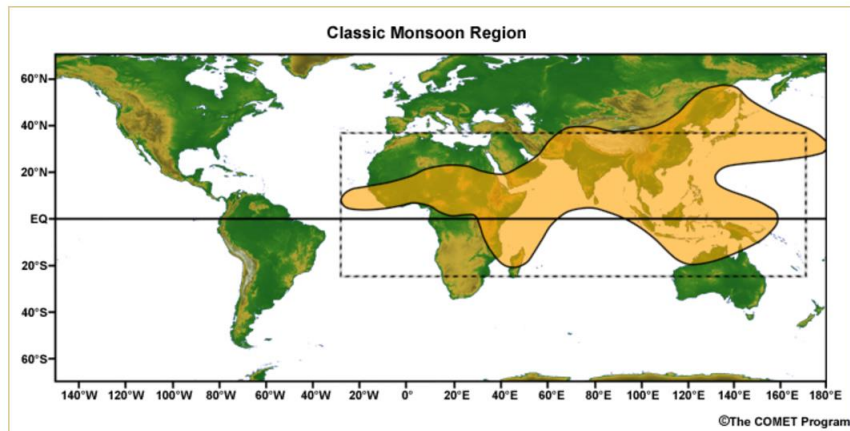 Classic Monsoon Region
60°N
40°N
20°N
EQ
20°S
40°S
60°S
140°W 120°W 100°W 80°W 60°W 40°W 20°W 0° 20°E 40°E 60°E 80°E 100°E 120°E 140°E 160°E 180°E
©The COMET Program